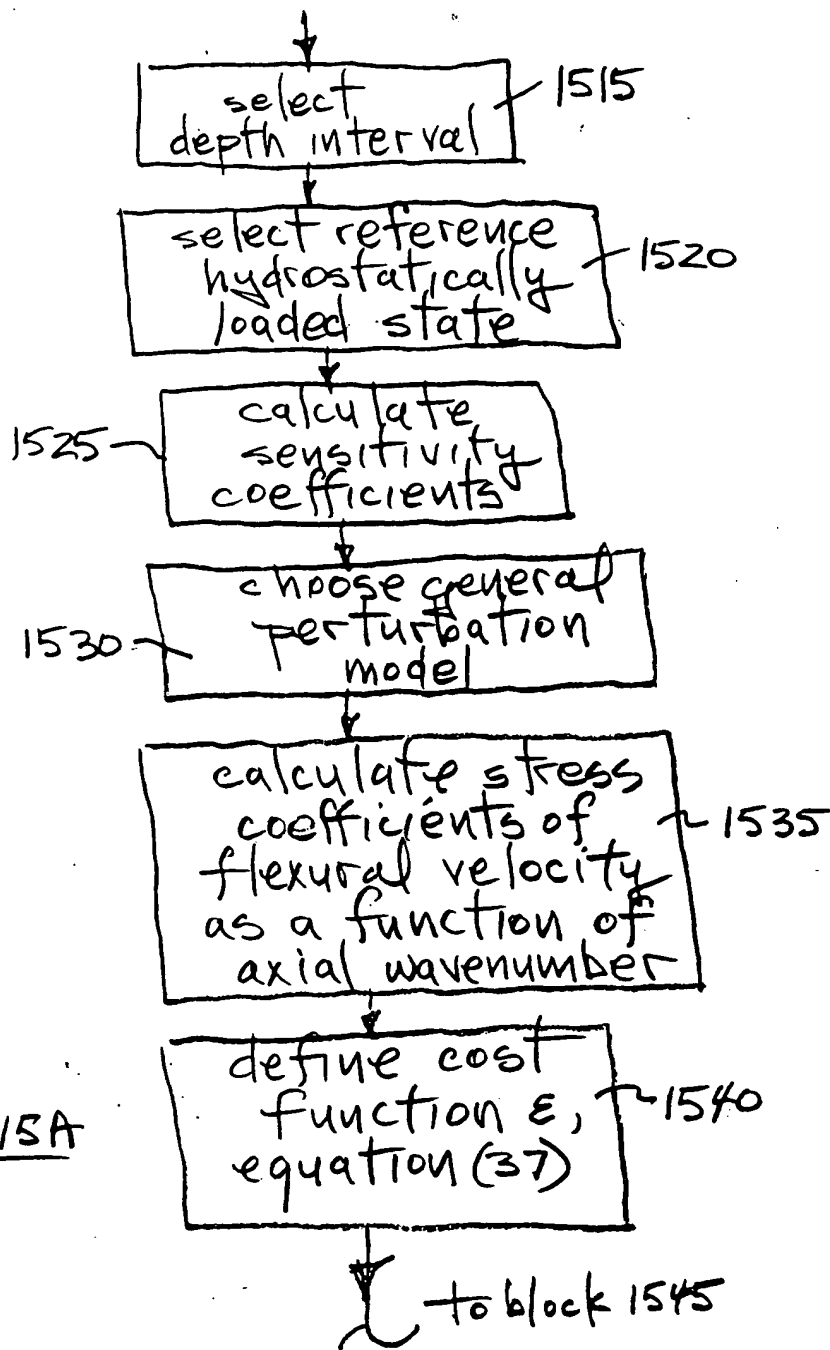 select
depth interval
1515
select reference
hydrostatically
loaded state
1520
calculate
sensitivity
coefficients
1525
choose general
perturbation
model
1530
calculate stress
coefficients of
flexural velocity
as a function of
axial wavenumber
1535
define cost
function ε,
equation (37)
1540
15A
to block 1545